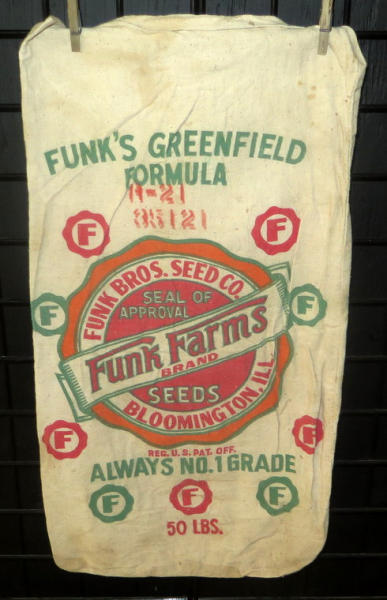 FUNK'S GREENFIELD
FORMULA
35121
F F
FUNK BROS. SEED CO.
SEAL OF
APPROVAL
F F
Funk Farms
BRAND
SEEDS
BLOOMINGTON, ILL.
F F
REG. U.S. PAT. OFF.
ALWAYS NO. 1 GRADE
F F F
50 LBS.